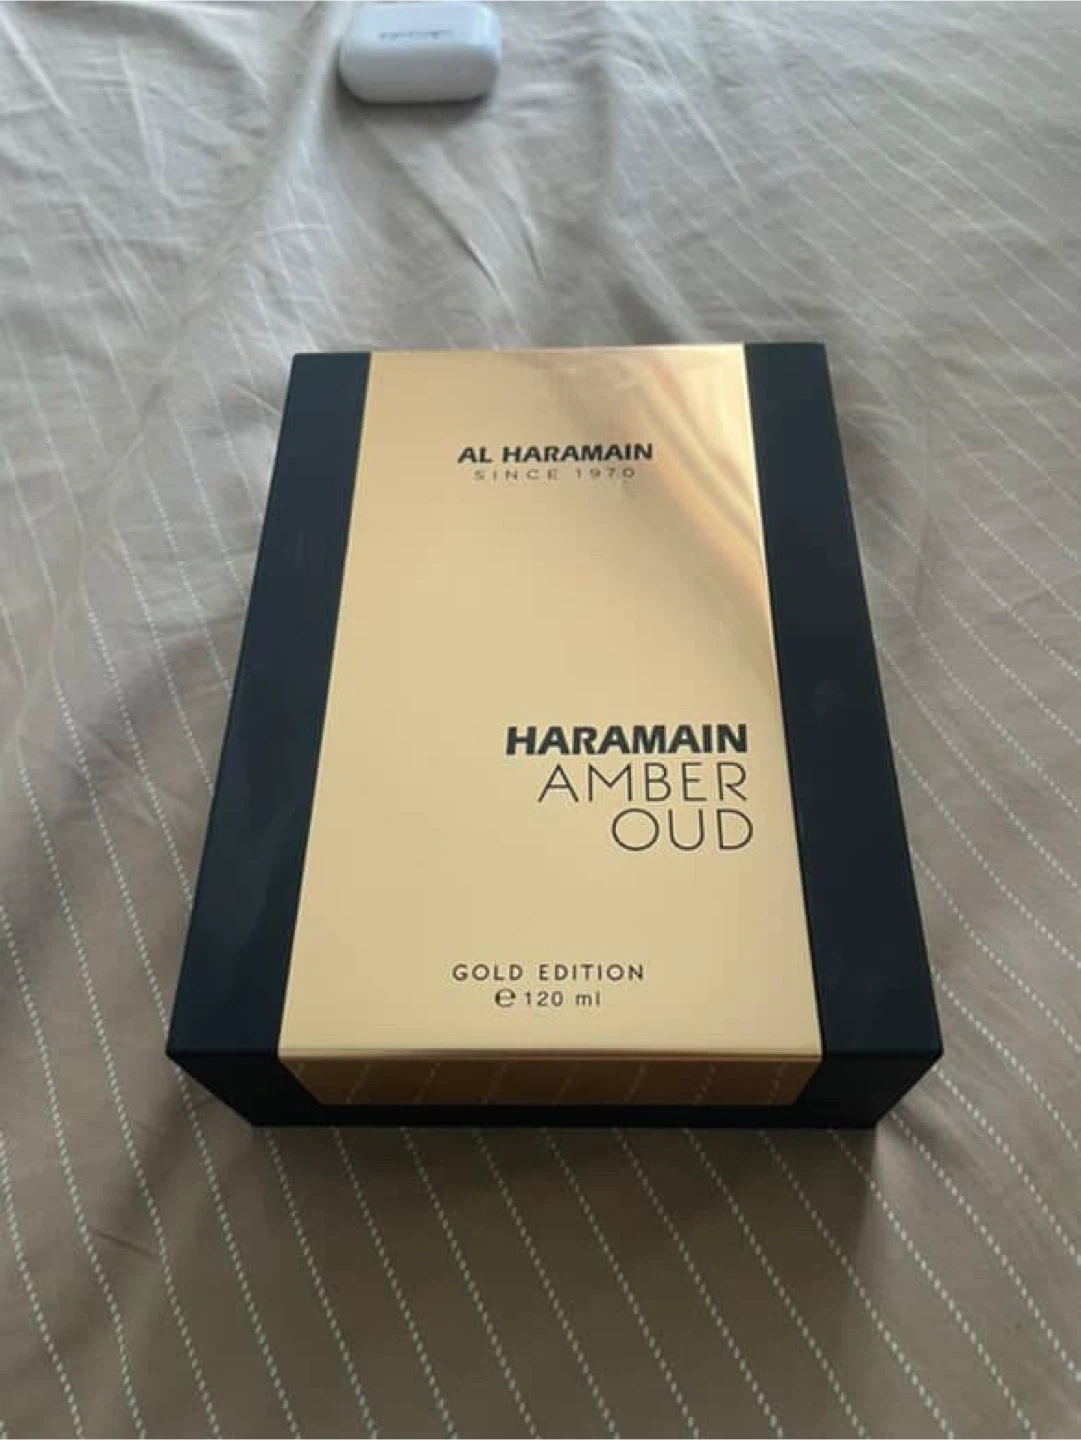 AL HARAMAIN
SINCE 1970
HARAMAIN
AMBER
OUD
GOLD EDITION
℮ 120 ml